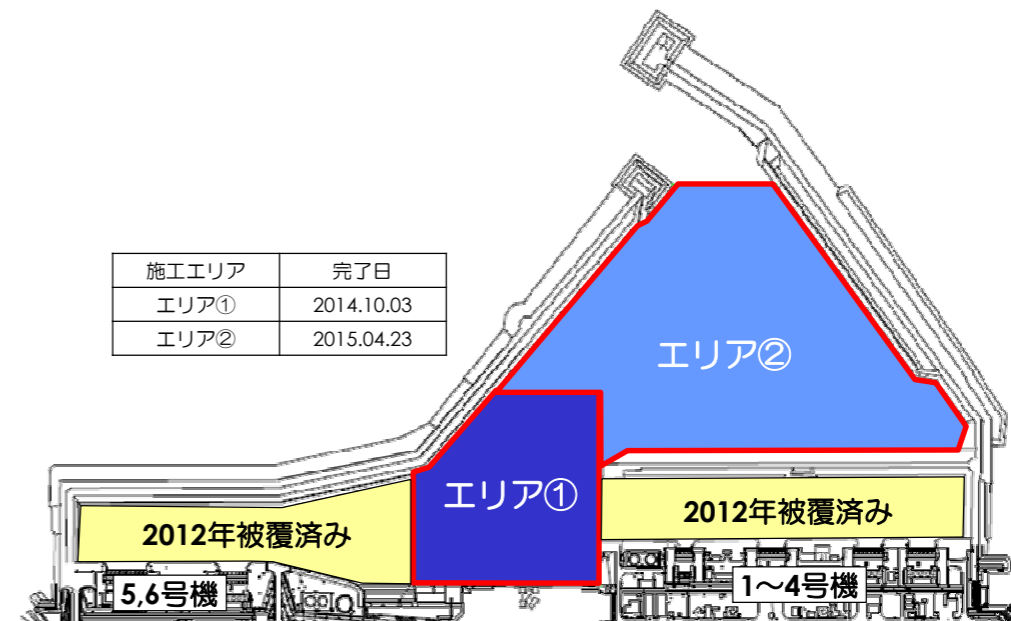 施工エリア 完了日
エリア① 2014.10.03
エリア② 2015.04.23
エリア②
エリア①
2012年被覆済み
2012年被覆済み
5,6号機
1～4号機